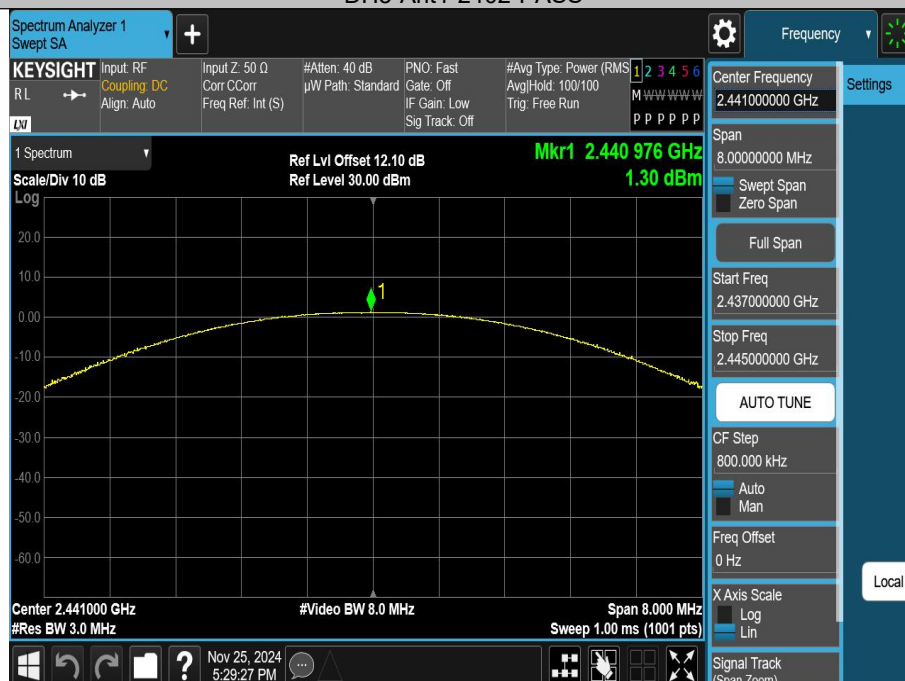 Spectrum Analyzer 1
Swept SA
Frequency
KEYSIGHT
RL
LXI
Input: RF
Coupling: DC
Align: Auto
Input Z: 50 Ω
Corr CCorr
Freq Ref: Int (S)
#Atten: 40 dB
µW Path: Standard
PNO: Fast
Gate: Off
IF Gain: Low
Sig Track: Off
#Avg Type: Power (RMS
Avg|Hold: 100/100
Trig: Free Run
1 2 3 4 5 6
M W W W W W
P P P P P P
Center Frequency
2.441000000 GHz
Settings
1 Spectrum
Scale/Div 10 dB
Log
Ref Lvl Offset 12.10 dB
Ref Level 30.00 dBm
Mkr1 2.440 976 GHz
1.30 dBm
Span
8.00000000 MHz
Swept Span
Zero Span
Full Span
Start Freq
2.437000000 GHz
Stop Freq
2.445000000 GHz
AUTO TUNE
CF Step
800.000 kHz
Auto
Man
Freq Offset
0 Hz
X Axis Scale
Log
Lin
Signal Track
(Span Zoom)
Local
20.0
10.0
0.00
-10.0
-20.0
-30.0
-40.0
-50.0
-60.0
1
Center 2.441000 GHz
#Res BW 3.0 MHz
#Video BW 8.0 MHz
Span 8.000 MHz
Sweep 1.00 ms (1001 pts)
?
Nov 25, 2024
5:29:27 PM